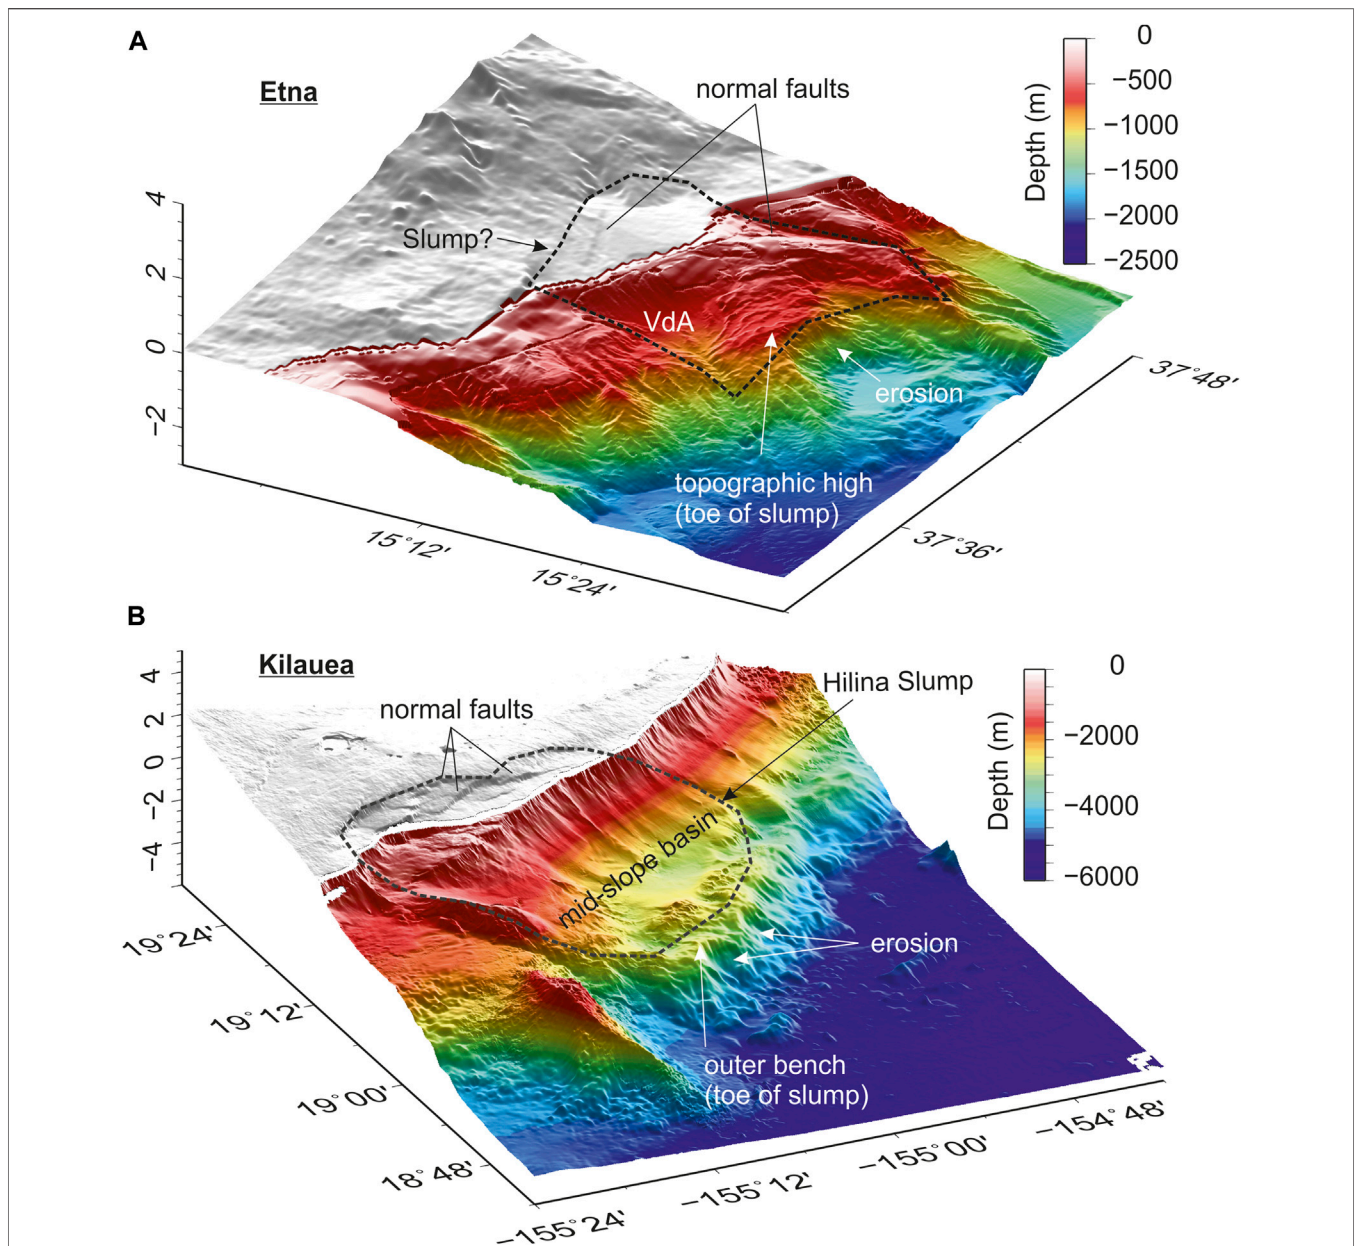 A
Etna
normal faults
Slump?
VdA
erosion
topographic high
(toe of slump)
4
2
0
−2
15°12'
15°24'
37°36'
37°48'
Depth (m)
0
−500
−1000
−1500
−2000
−2500
B
Kilauea
normal faults
Hilina Slump
mid-slope basin
erosion
outer bench
(toe of slump)
4
2
0
−2
−4
19°24'
19°12'
19°00'
18°48'
−155°24'
−155°12'
−155°00'
−154°48'
Depth (m)
0
−2000
−4000
−6000